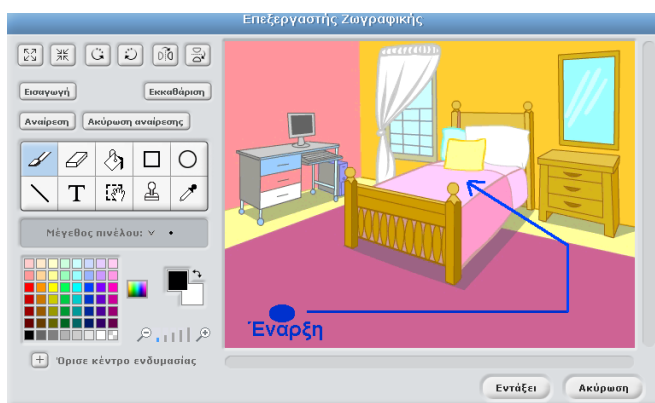 Επεξεργαστής Ζωγραφικής
Εισαγωγή Εκκαθάριση
Αναίρεση Ακύρωση αναίρεσης
T
Μέγεθος πινέλου:
Έναρξη
Όρισε κέντρο ενδυμασίας
Εντάξει Ακύρωση